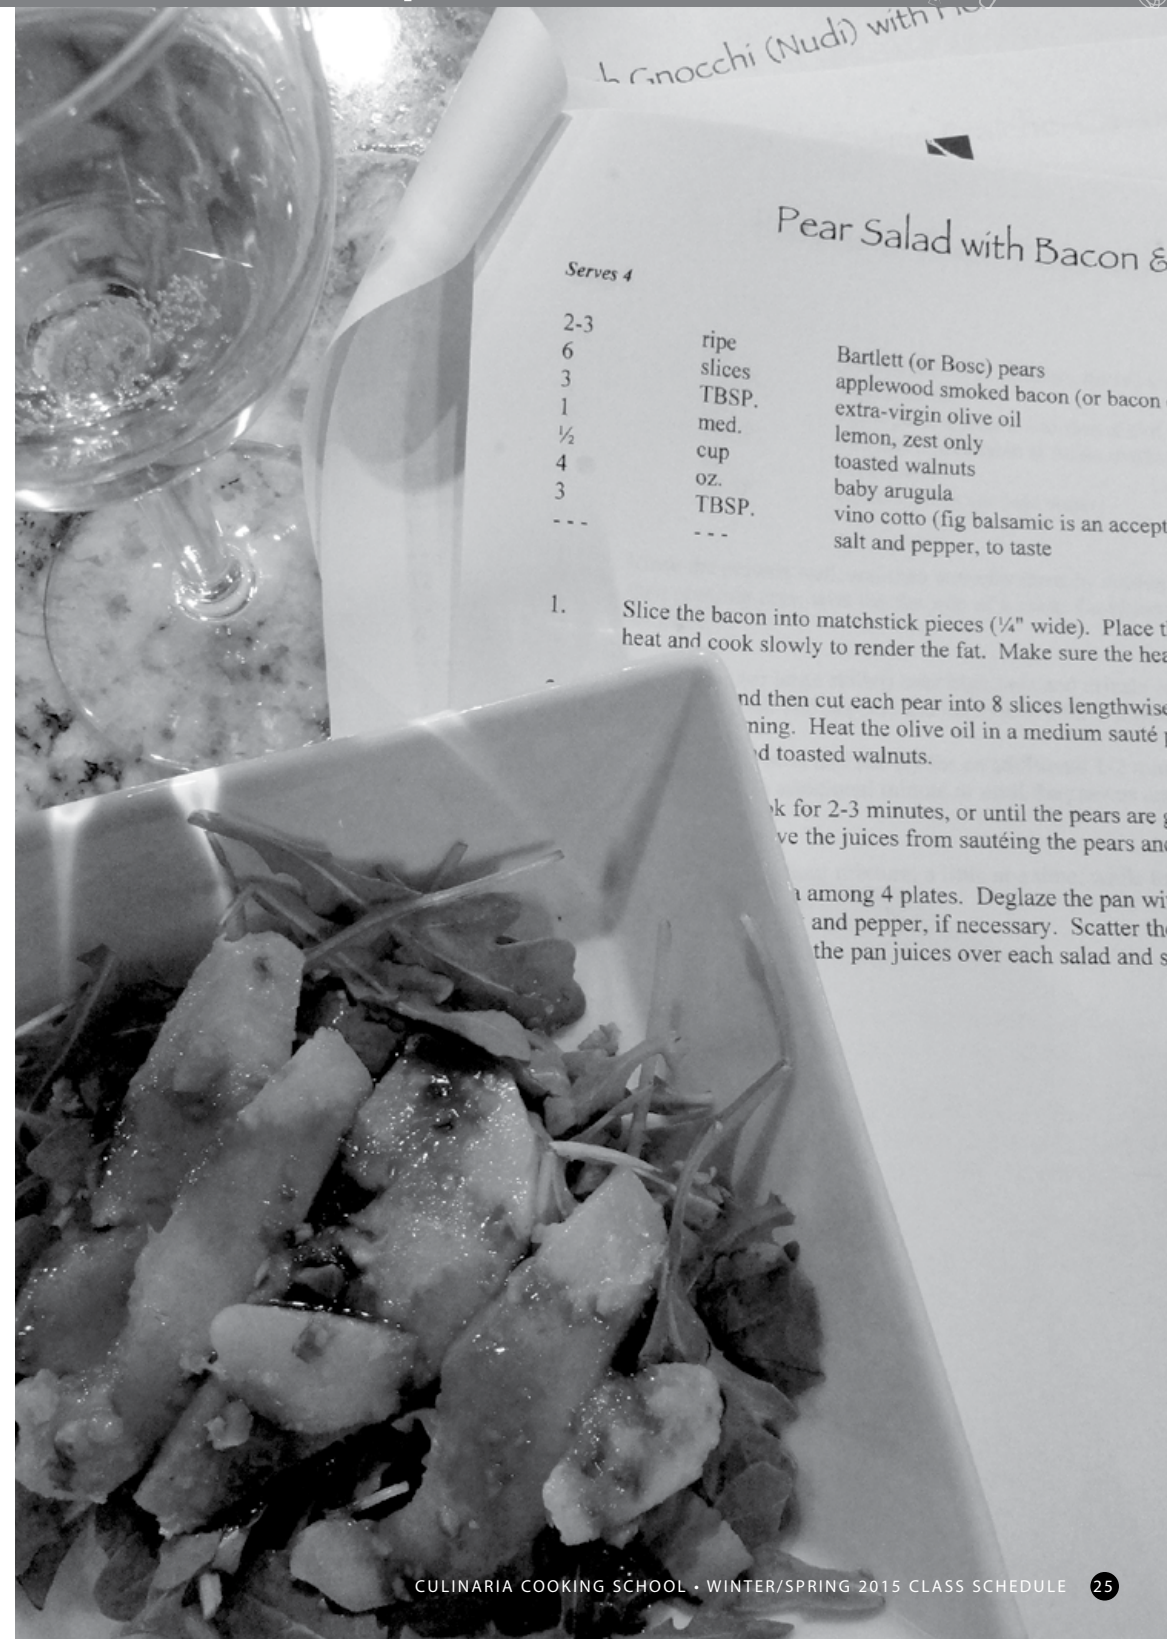 Gnocchi (Nudi) with
Pear Salad with Bacon &
Serves 4
2-3 ripe Bartlett (or Bosc) pears
6 slices applewood smoked bacon (or bacon
3 TBSP. extra-virgin olive oil
1 med. lemon, zest only
½ cup toasted walnuts
4 oz. baby arugula
3 TBSP. vino cotto (fig balsamic is an accept
--- --- salt and pepper, to taste
1. Slice the bacon into matchstick pieces (¼" wide). Place t
heat and cook slowly to render the fat. Make sure the hea
nd then cut each pear into 8 slices lengthwise
ning. Heat the olive oil in a medium sauté
d toasted walnuts.
k for 2-3 minutes, or until the pears are g
ve the juices from sautéing the pears and
among 4 plates. Deglaze the pan wi
and pepper, if necessary. Scatter the
the pan juices over each salad and s
CULINARIA COOKING SCHOOL • WINTER/SPRING 2015 CLASS SCHEDULE 25